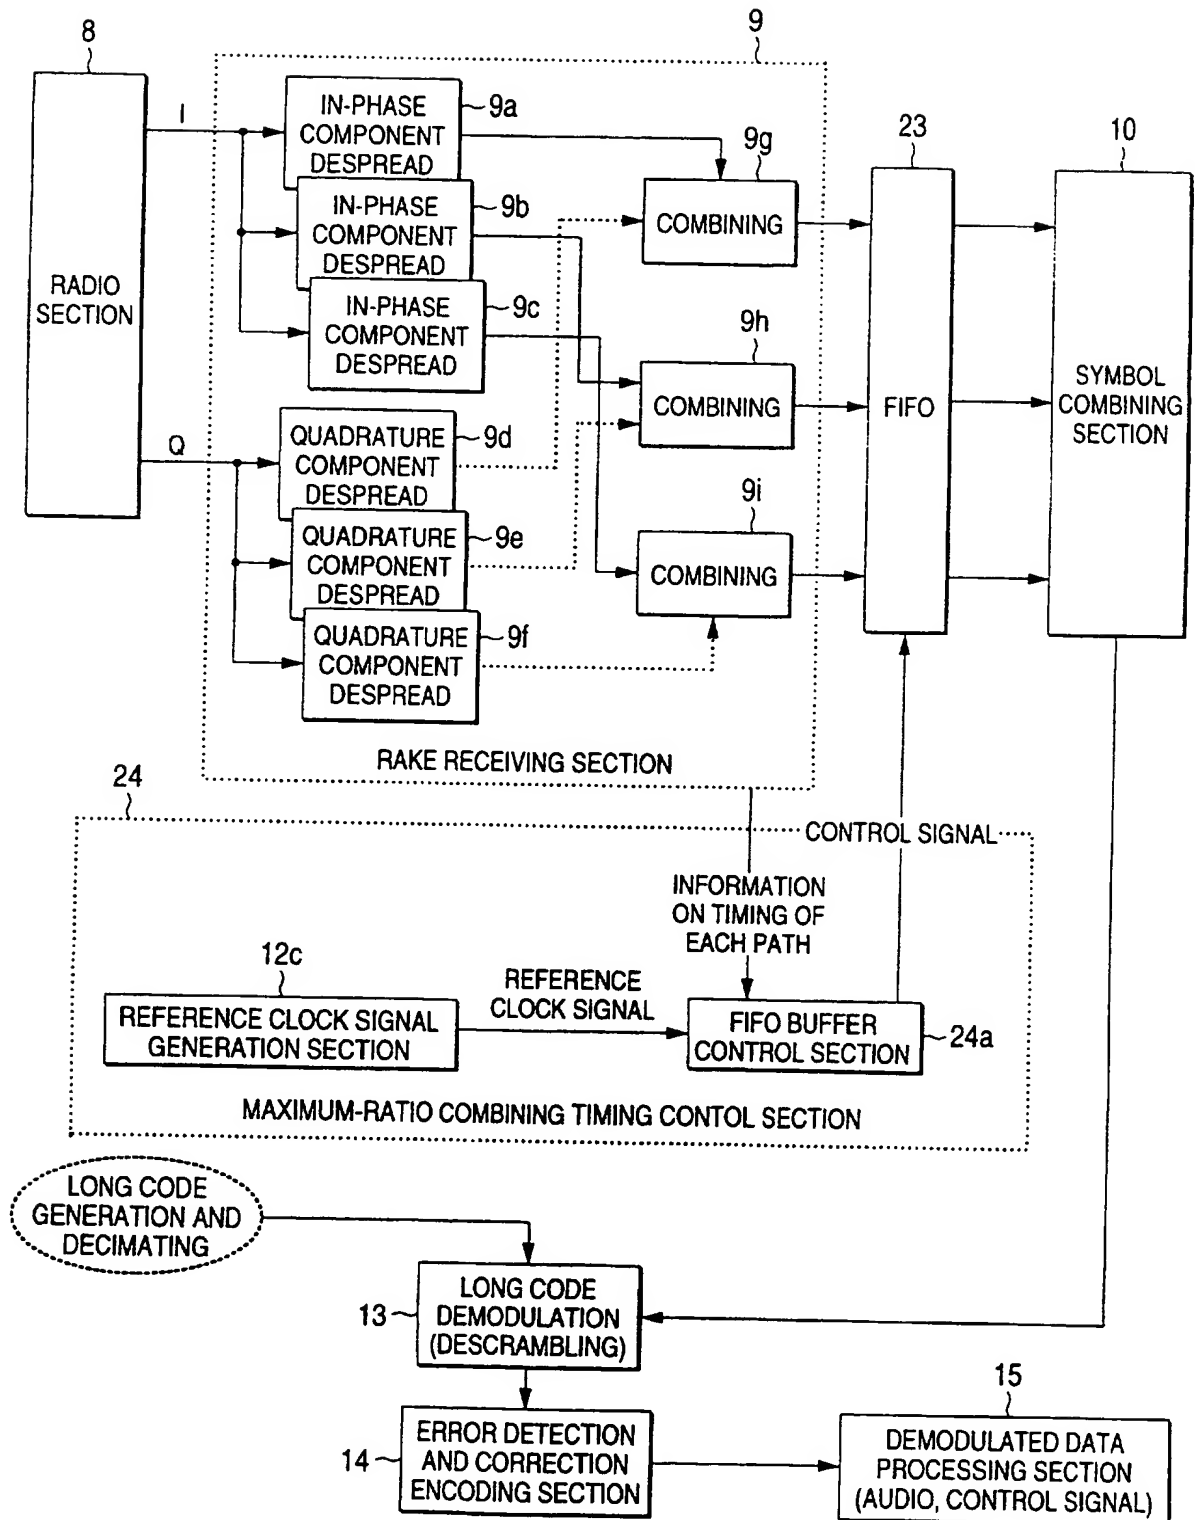 8
9
I
IN-PHASE
COMPONENT
DESPREAD
9a
IN-PHASE
COMPONENT
DESPREAD
9b
IN-PHASE
COMPONENT
DESPREAD
9c
RADIO
SECTION
Q
QUADRATURE
COMPONENT
DESPREAD
9d
QUADRATURE
COMPONENT
DESPREAD
9e
QUADRATURE
COMPONENT
DESPREAD
9f
9g
COMBINING
9h
COMBINING
9i
COMBINING
23
FIFO
10
SYMBOL
COMBINING
SECTION
RAKE RECEIVING SECTION
24
CONTROL SIGNAL
INFORMATION
ON TIMING OF
EACH PATH
12c
REFERENCE CLOCK SIGNAL
GENERATION SECTION
REFERENCE
CLOCK SIGNAL
FIFO BUFFER
CONTROL SECTION
24a
MAXIMUM-RATIO COMBINING TIMING CONTOL SECTION
LONG CODE
GENERATION AND
DECIMATING
13
LONG CODE
DEMODULATION
(DESCRAMBLING)
14
ERROR DETECTION
AND CORRECTION
ENCODING SECTION
15
DEMODULATED DATA
PROCESSING SECTION
(AUDIO, CONTROL SIGNAL)